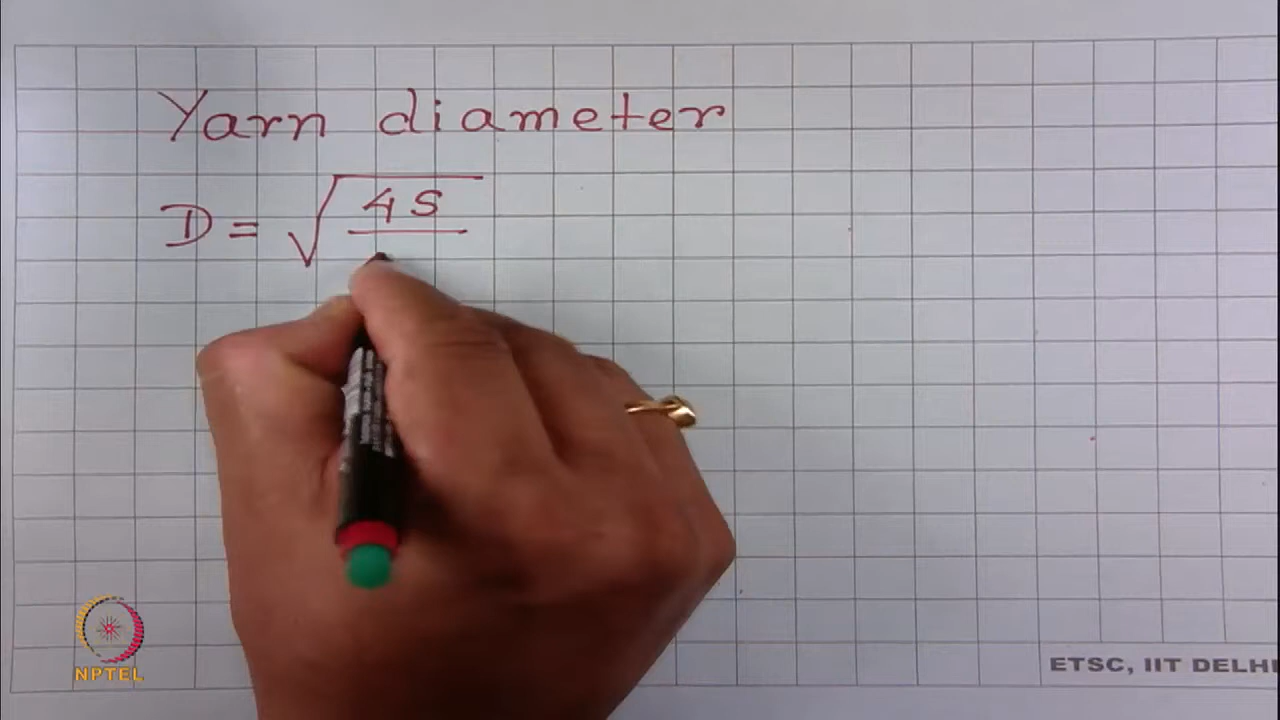 Yarn diameter
D = √4S
NPTEL
ETSC, IIT DELHI